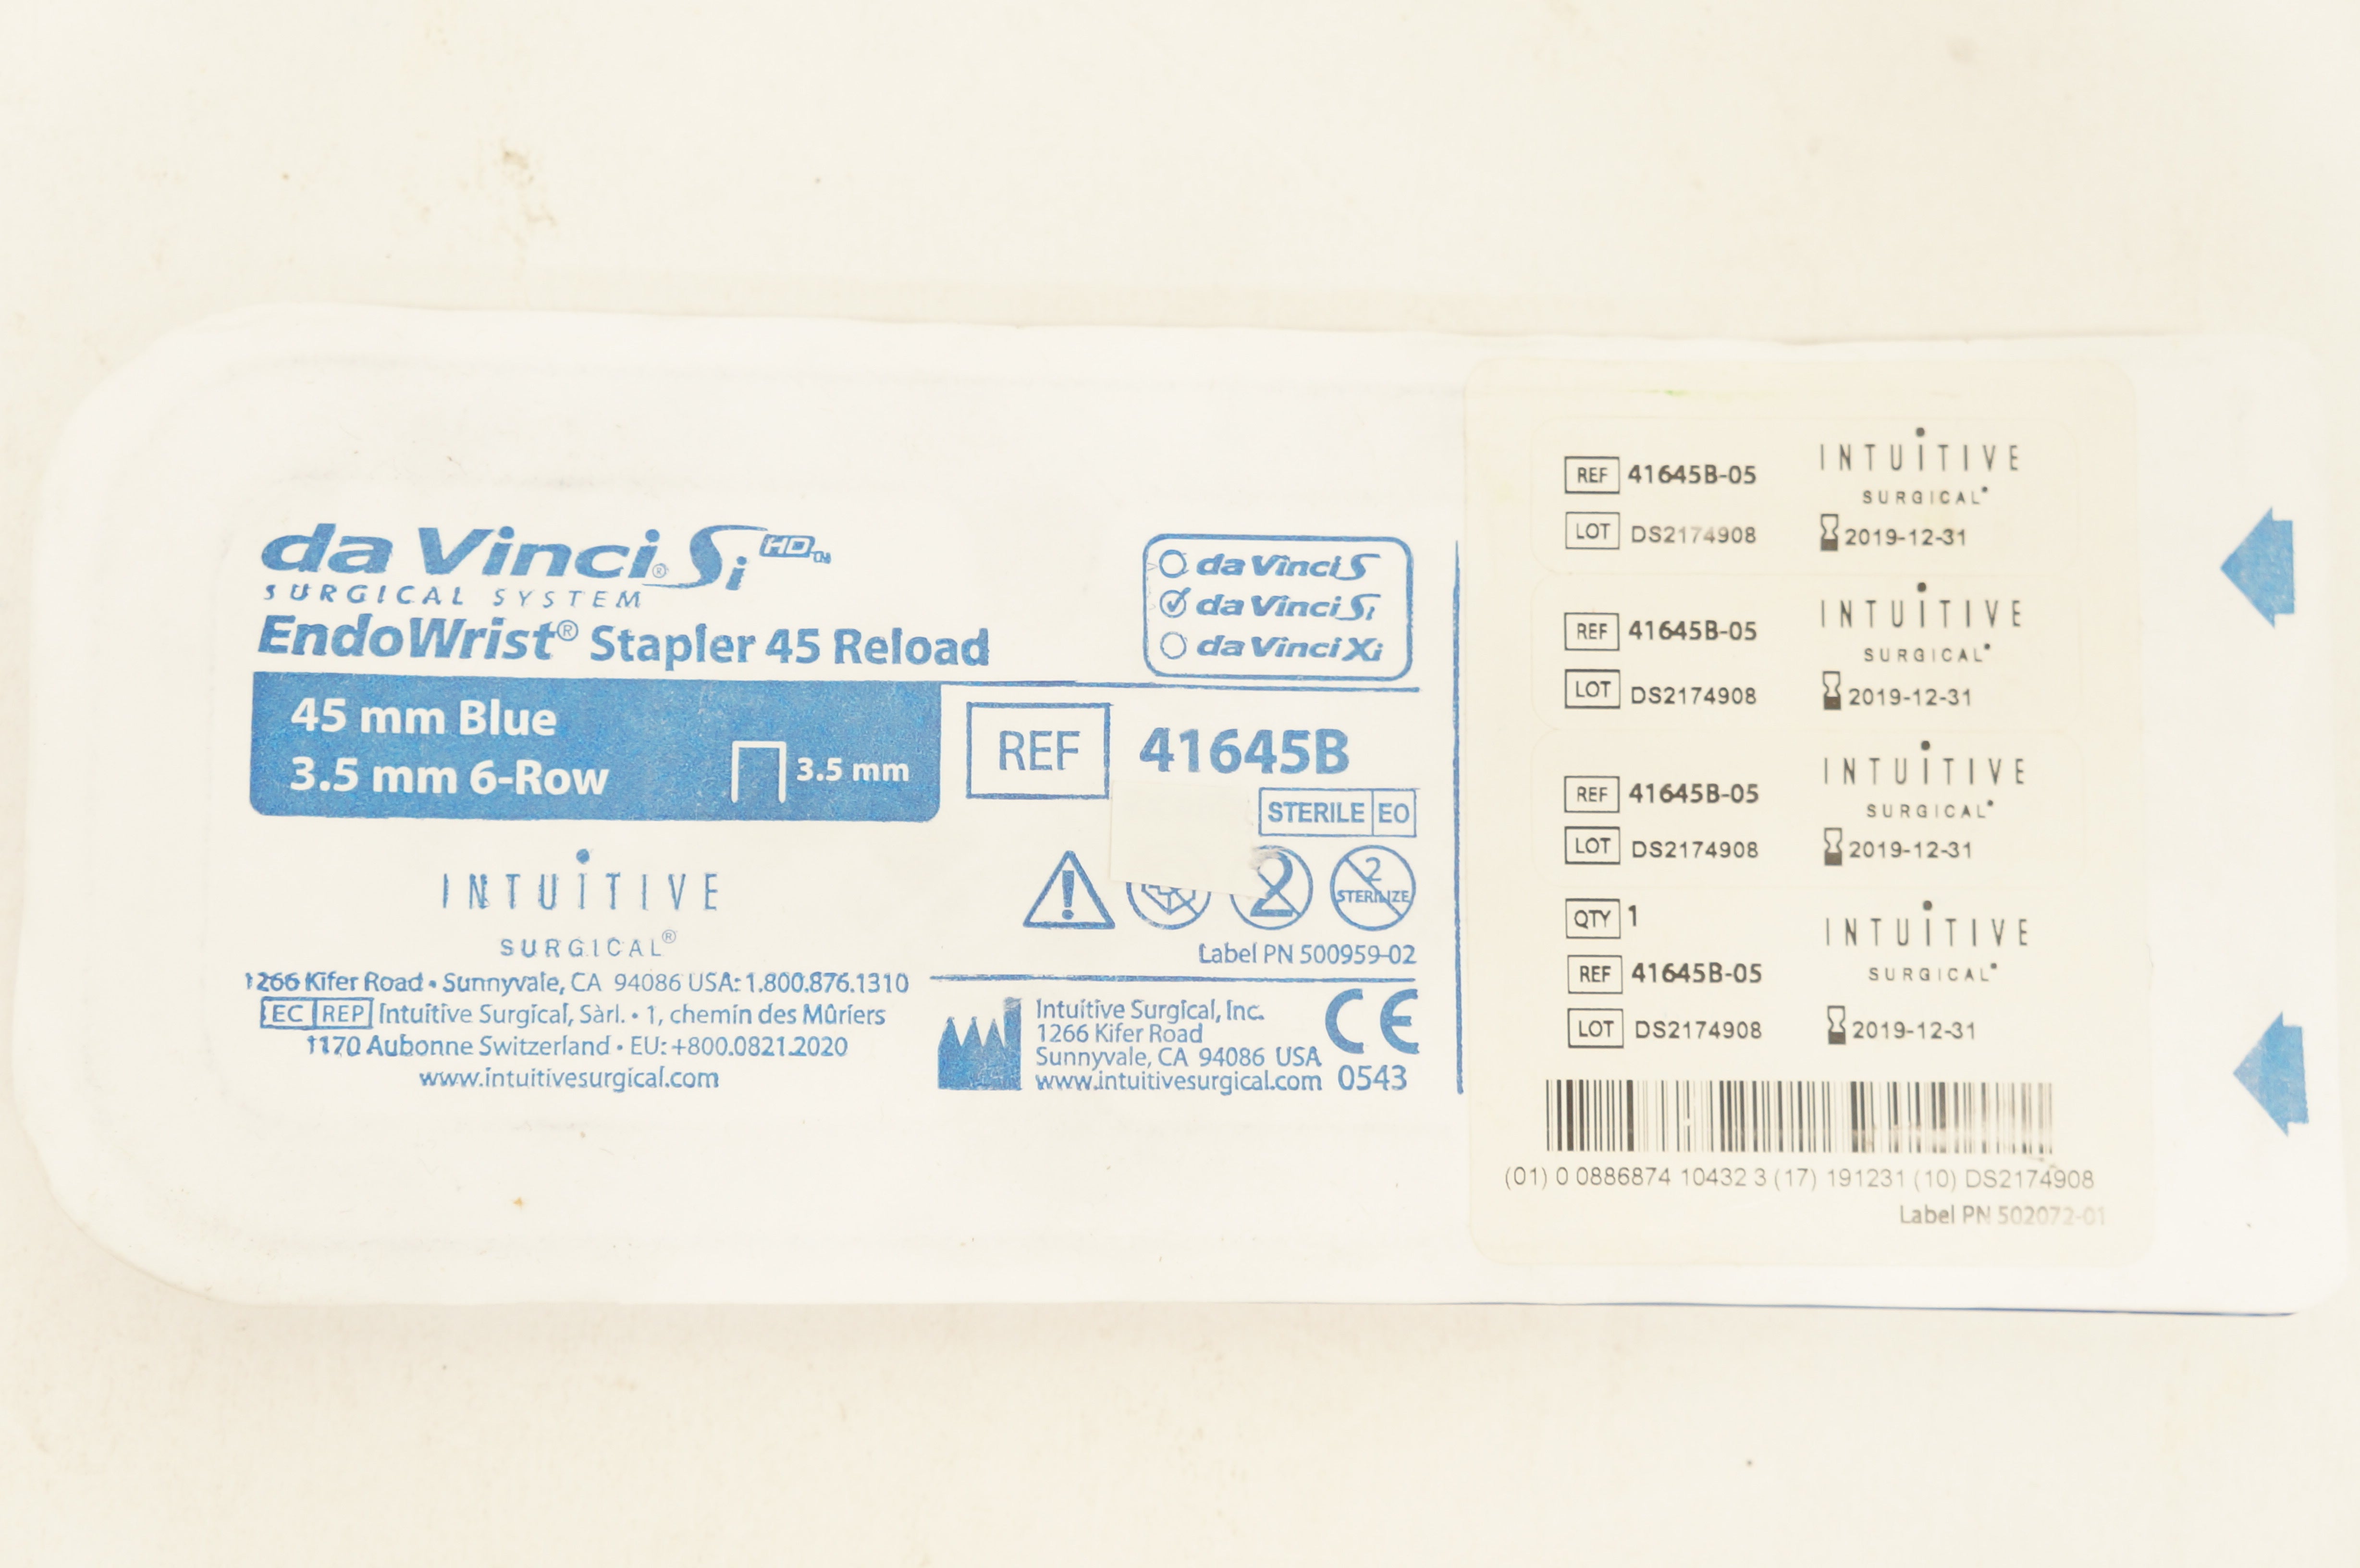 da Vinci® Si HD™
SURGICAL SYSTEM
EndoWrist® Stapler 45 Reload
45 mm Blue
3.5 mm 6-Row
3.5 mm
da Vinci S
da Vinci Si
da Vinci Xi
REF 41645B
STERILE EO
2
2 STERILIZE
Label PN 500959-02
INTUITIVE
SURGICAL®
1266 Kifer Road • Sunnyvale, CA 94086 USA: 1.800.876.1310
EC REP Intuitive Surgical, Sàrl. • 1, chemin des Mûriers
1170 Aubonne Switzerland • EU: +800.0821.2020
www.intuitivesurgical.com
Intuitive Surgical, Inc.
1266 Kifer Road
Sunnyvale, CA 94086 USA
www.intuitivesurgical.com
CE
0543
REF 41645B-05
LOT DS2174908
INTUITIVE
SURGICAL®
2019-12-31
REF 41645B-05
LOT DS2174908
INTUITIVE
SURGICAL®
2019-12-31
REF 41645B-05
LOT DS2174908
INTUITIVE
SURGICAL®
2019-12-31
QTY 1
REF 41645B-05
LOT DS2174908
INTUITIVE
SURGICAL®
2019-12-31
(01) 0 0886874 10432 3 (17) 191231 (10) DS2174908
Label PN 502072-01